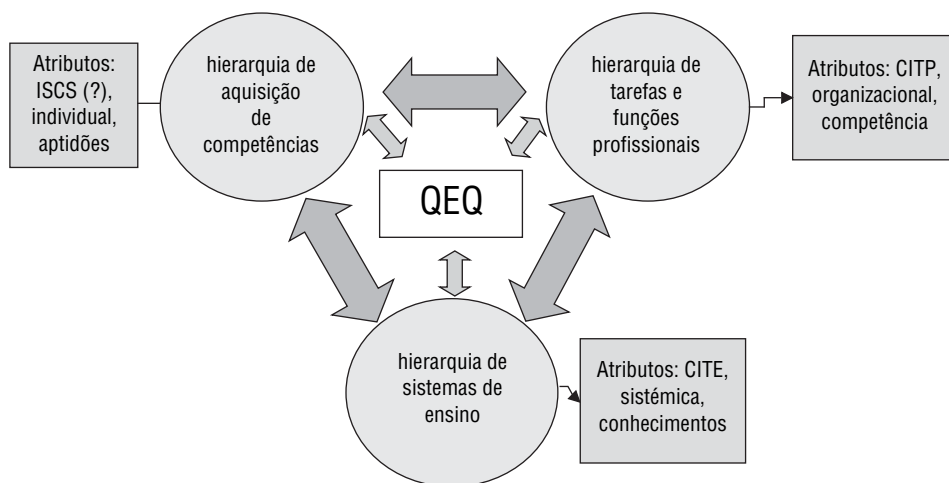 Atributos:
ISCS (?),
individual,
aptidões
hierarquia de
aquisição
de
competências
hierarquia de
tarefas e
funções
profissionais
Atributos: CITP,
organizacional,
competência
QEQ
hierarquia de
sistemas de
ensino
Atributos: CITE,
sistémica,
conhecimentos